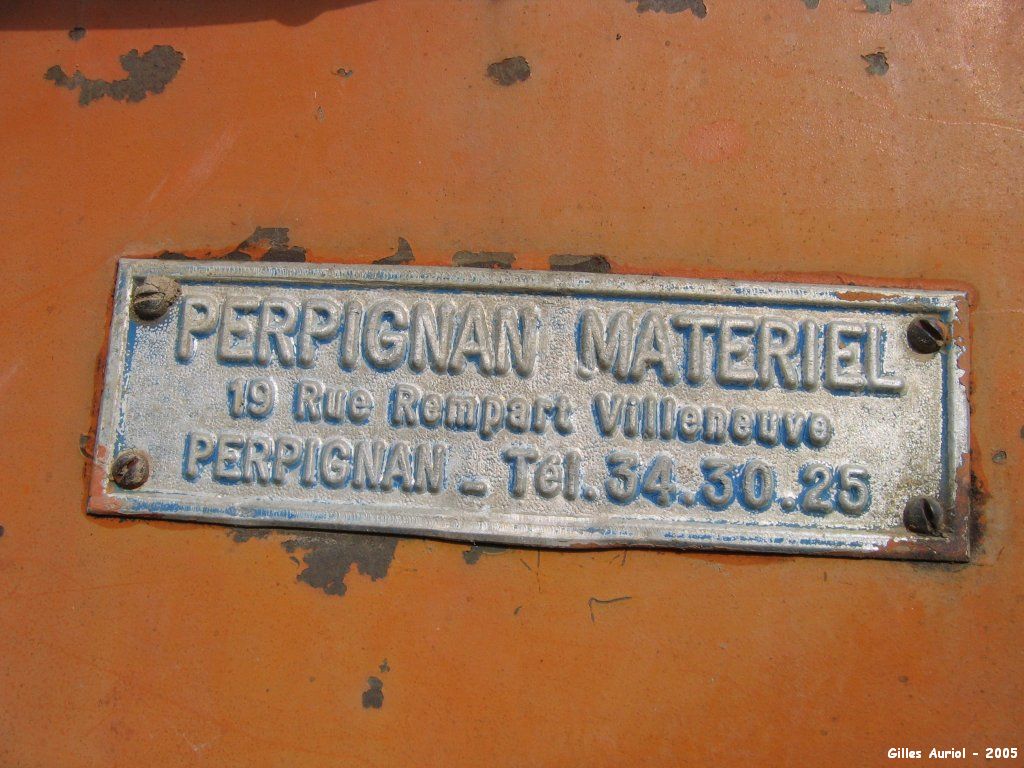 PERPIGNAN MATERIEL
19 Rue Rempart Villeneuve
PERPIGNAN - Tél. 34.30.25
Gilles Auriol - 2005